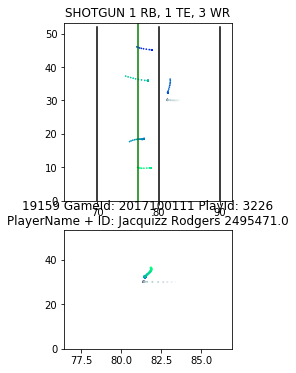 SHOTGUN 1 RB, 1 TE, 3 WR
50
40
30
20
10
0
70 80 90
19159 GameId: 2017100111 PlayId: 3226
PlayerName + ID: Jacquizz Rodgers 2495471.0
40
20
0
77.5 80.0 82.5 85.0